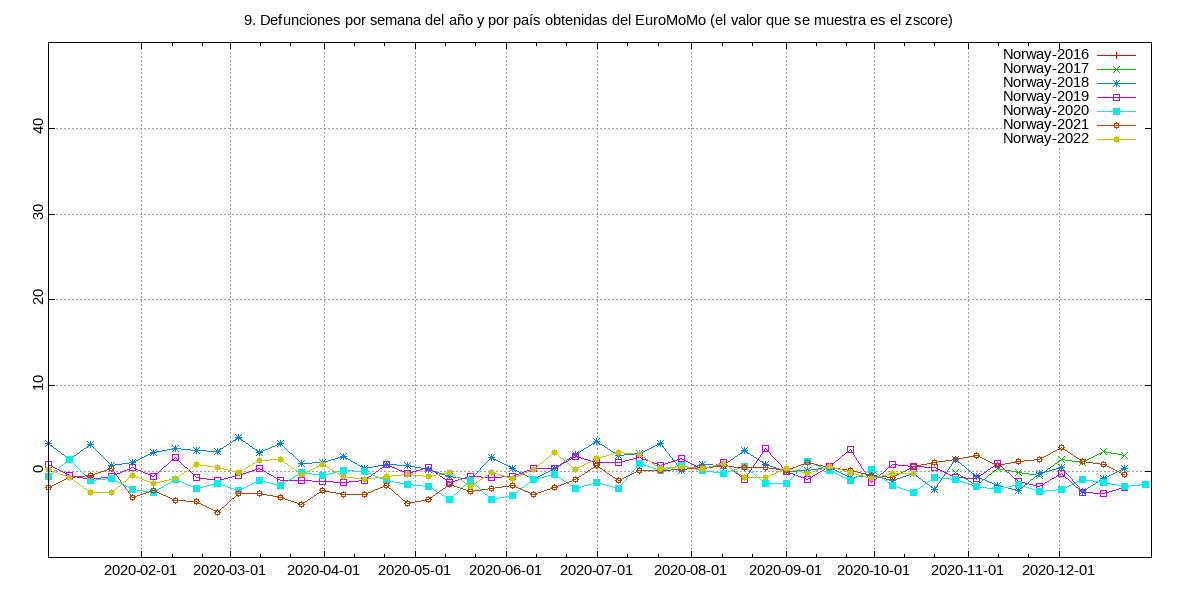 9. Defunciones por semana del año y por país obtenidas del EuroMoMo (el valor que se muestra es el zscore)
Norway-2016
Norway-2017
Norway-2018
Norway-2019
Norway-2020
Norway-2021
Norway-2022
40
30
20
10
0
2020-02-01 2020-03-01 2020-04-01 2020-05-01 2020-06-01 2020-07-01 2020-08-01 2020-09-01 2020-10-01 2020-11-01 2020-12-01